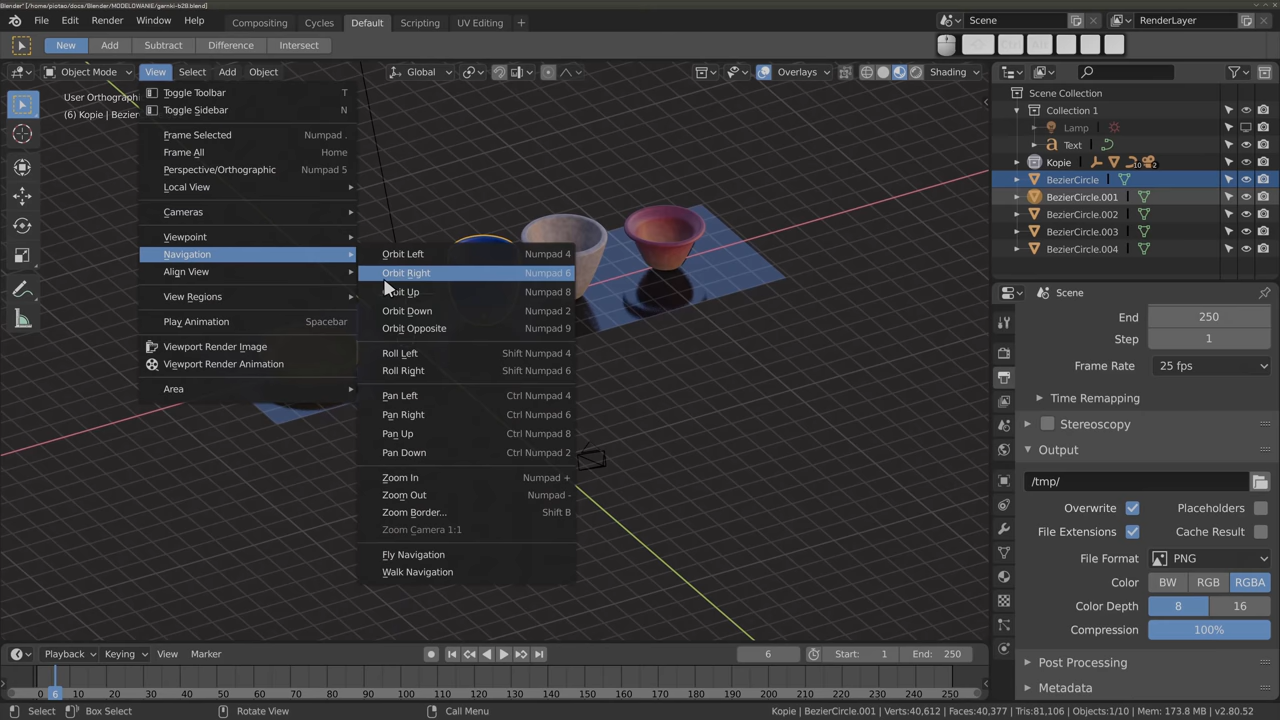 Blender* [/home/piotao/docs/Blender/MODELOWANIE/garnki-b28.blend]
File Edit Render Window Help
Compositing Cycles Default Scripting UV Editing +
Scene RenderLayer
New Add Subtract Difference Intersect
Ctrl Alt
Object Mode View Select Add Object Global Overlays Shading
User Orthograph
(6) Kopie | Bezier
Toggle Toolbar T
Toggle Sidebar N
Frame Selected Numpad .
Frame All Home
Perspective/Orthographic Numpad 5
Local View
Cameras
Viewpoint
Navigation
Align View
View Regions
Play Animation Spacebar
Viewport Render Image
Viewport Render Animation
Area
Orbit Left Numpad 4
Orbit Right Numpad 6
bit Up Numpad 8
Orbit Down Numpad 2
Orbit Opposite Numpad 9
Roll Left Shift Numpad 4
Roll Right Shift Numpad 6
Pan Left Ctrl Numpad 4
Pan Right Ctrl Numpad 6
Pan Up Ctrl Numpad 8
Pan Down Ctrl Numpad 2
Zoom In Numpad +
Zoom Out Numpad -
Zoom Border... Shift B
Zoom Camera 1:1
Fly Navigation
Walk Navigation
Scene Collection
Collection 1
Lamp
Text
Kopie 10 2
BezierCircle
BezierCircle.001
BezierCircle.002
BezierCircle.003
BezierCircle.004
Scene
End 250
Step 1
Frame Rate 25 fps
Time Remapping
Stereoscopy
Output
/tmp/
Overwrite Placeholders
File Extensions Cache Result
File Format PNG
Color BW RGB RGBA
Color Depth 8 16
Compression 100%
Post Processing
Metadata
Playback Keying View Marker 6 Start: 1 End: 250
0 6 10 20 30 40 50 60 70 80 90 100 110 120 130 140 150 160 170 180 190 200 210 220 230 240 250
Select Box Select Rotate View Call Menu Kopie | BezierCircle.001 | Verts:40,612 | Faces:40,377 | Tris:81,106 | Objects:1/10 | Mem: 173.8 MB | v2.80.52